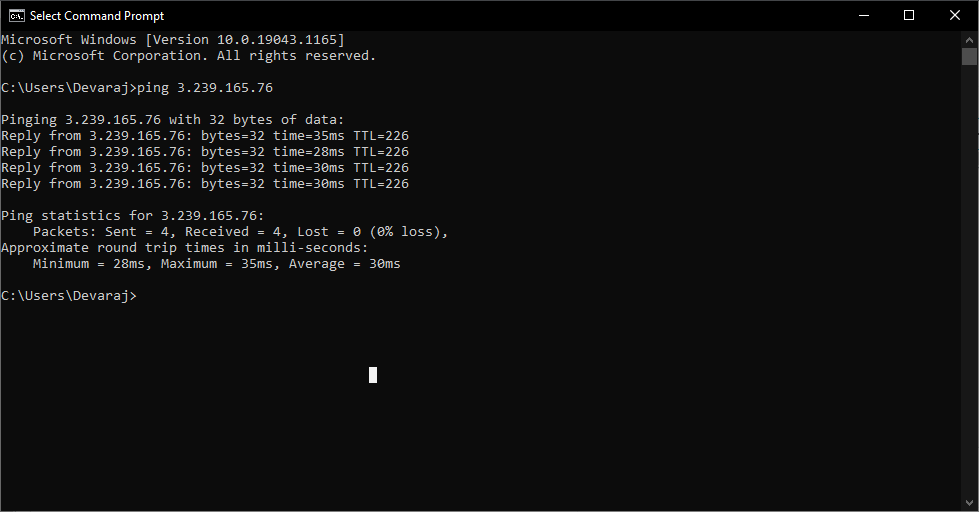 Select Command Prompt
Microsoft Windows [Version 10.0.19043.1165]
(c) Microsoft Corporation. All rights reserved.
C:\Users\Devaraj>ping 3.239.165.76
Pinging 3.239.165.76 with 32 bytes of data:
Reply from 3.239.165.76: bytes=32 time=35ms TTL=226
Reply from 3.239.165.76: bytes=32 time=28ms TTL=226
Reply from 3.239.165.76: bytes=32 time=30ms TTL=226
Reply from 3.239.165.76: bytes=32 time=30ms TTL=226
Ping statistics for 3.239.165.76:
    Packets: Sent = 4, Received = 4, Lost = 0 (0% loss),
Approximate round trip times in milli-seconds:
    Minimum = 28ms, Maximum = 35ms, Average = 30ms
C:\Users\Devaraj>